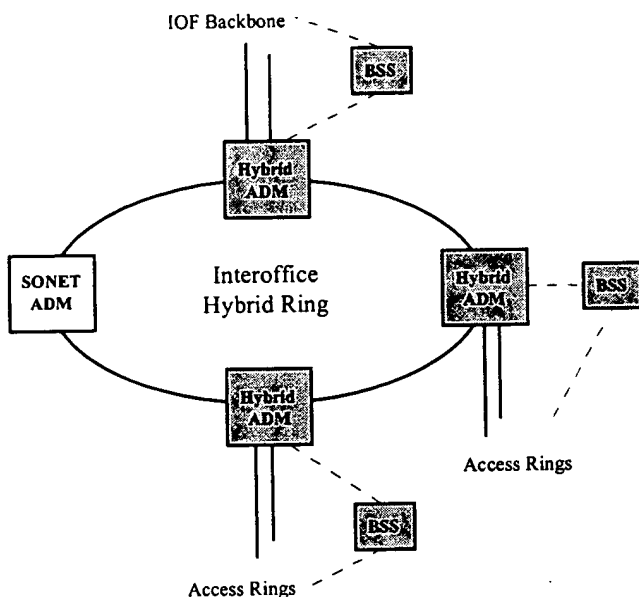 IOF Backbone
BSS
Hybrid
ADM
SONET
ADM
Interoffice
Hybrid Ring
Hybrid
ADM
BSS
Hybrid
ADM
Access Rings
BSS
Access Rings